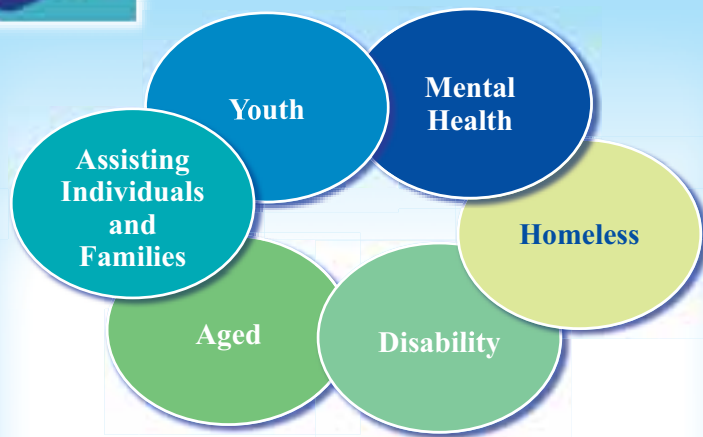 Youth
Mental
Health
Assisting
Individuals
and
Families
Homeless
Aged
Disability